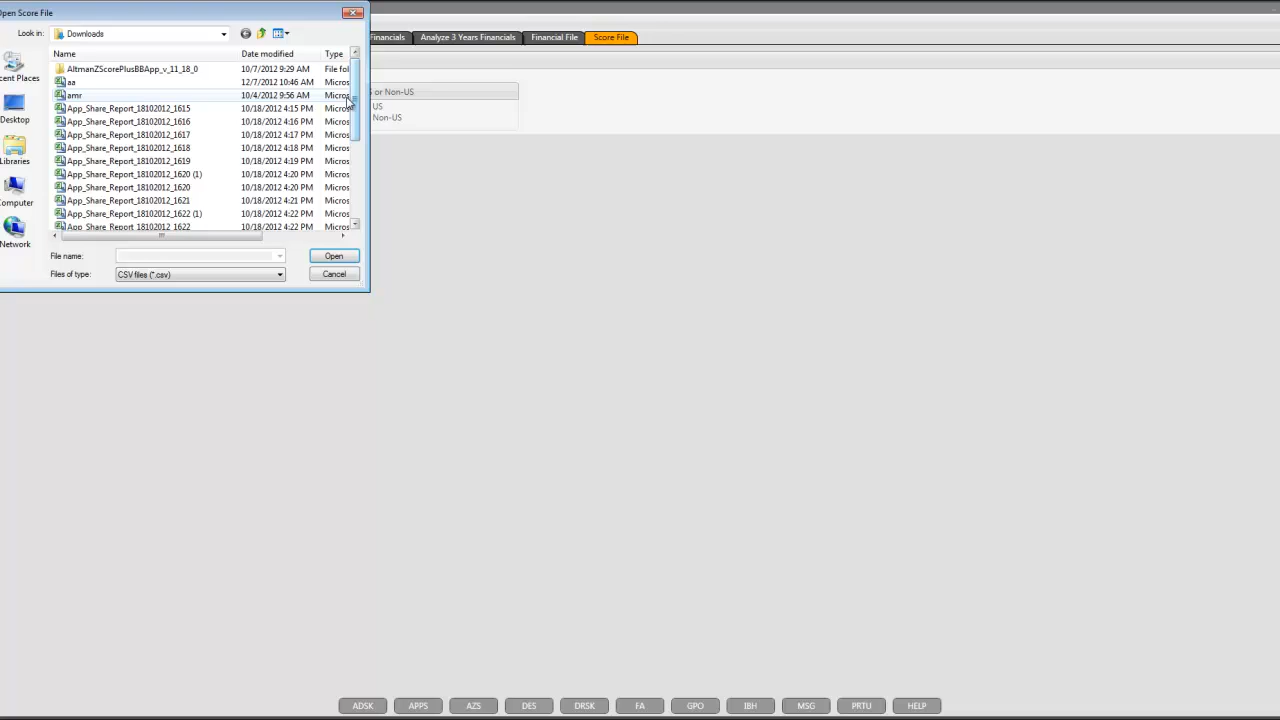 Open Score File
Look in: Downloads
Name Date modified Type
AltmanZScorePlusBBApp_v_11_18_0 10/7/2012 9:29 AM File fol
aa 12/7/2012 10:46 AM Micros
amr 10/4/2012 9:56 AM Micros
App_Share_Report_18102012_1615 10/18/2012 4:15 PM Micros
App_Share_Report_18102012_1616 10/18/2012 4:16 PM Micros
App_Share_Report_18102012_1617 10/18/2012 4:17 PM Micros
App_Share_Report_18102012_1618 10/18/2012 4:18 PM Micros
App_Share_Report_18102012_1619 10/18/2012 4:19 PM Micros
App_Share_Report_18102012_1620 (1) 10/18/2012 4:20 PM Micros
App_Share_Report_18102012_1620 10/18/2012 4:20 PM Micros
App_Share_Report_18102012_1621 10/18/2012 4:21 PM Micros
App_Share_Report_18102012_1622 (1) 10/18/2012 4:22 PM Micros
App_Share_Report_18102012_1622 10/18/2012 4:22 PM Micros
cent Places
Desktop
Libraries
Computer
Network
File name:
Open
Files of type: CSV files (*.csv)
Cancel
Financials Analyze 3 Years Financials Financial File Score File
S or Non-US
US
Non-US
ADSK APPS AZS DES DRSK FA GPO IBH MSG PRTU HELP